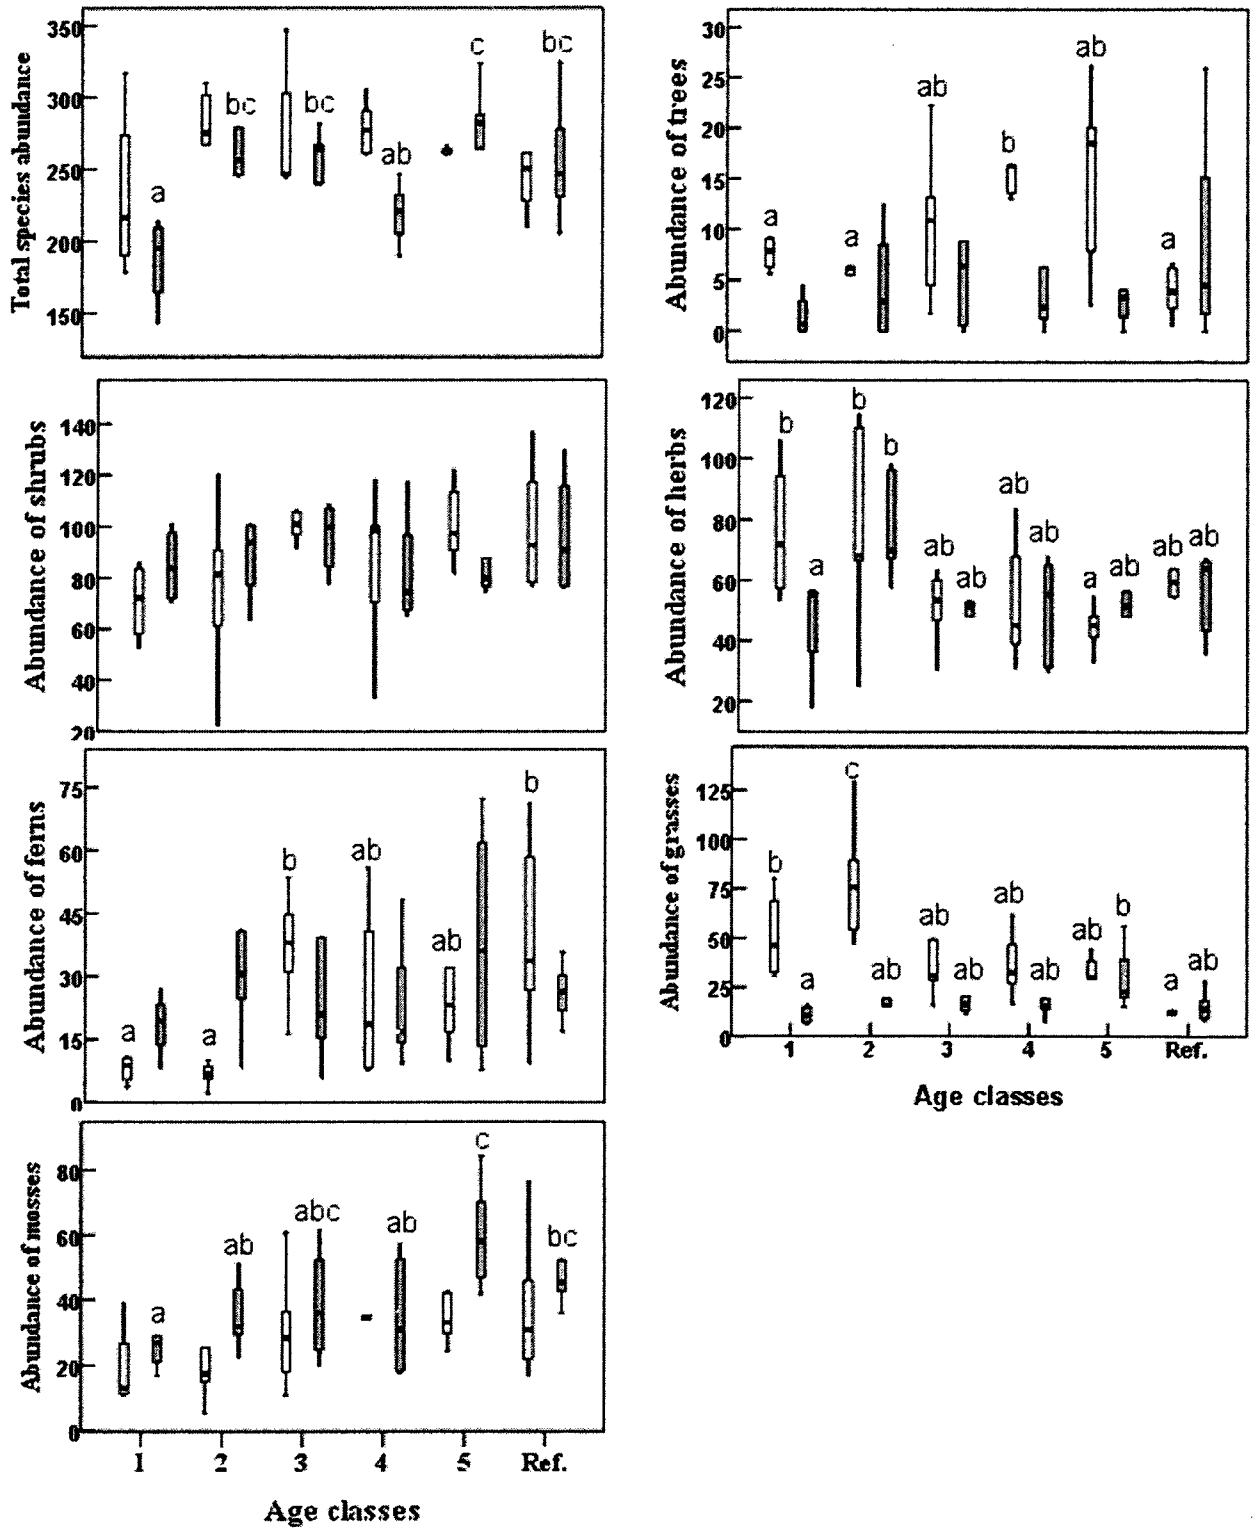 Total species abundance
350
300
250
200
150
a
bc
bc
ab
c
bc
Abundance of trees
30
25
20
15
10
5
0
a
a
ab
b
ab
a
Abundance of shrubs
140
120
100
80
60
40
20
Abundance of herbs
120
100
80
60
40
20
b
a
b
b
ab
ab
ab
ab
a
ab
ab
ab
Abundance of ferns
75
60
45
30
15
0
a
a
b
ab
ab
b
Abundance of grasses
125
100
75
50
25
0
b
a
c
ab
ab
ab
ab
ab
ab
b
a
ab
1 2 3 4 5 Ref.
Age classes
Abundance of mosses
80
60
40
20
0
a
ab
abc
ab
c
bc
1 2 3 4 5 Ref.
Age classes